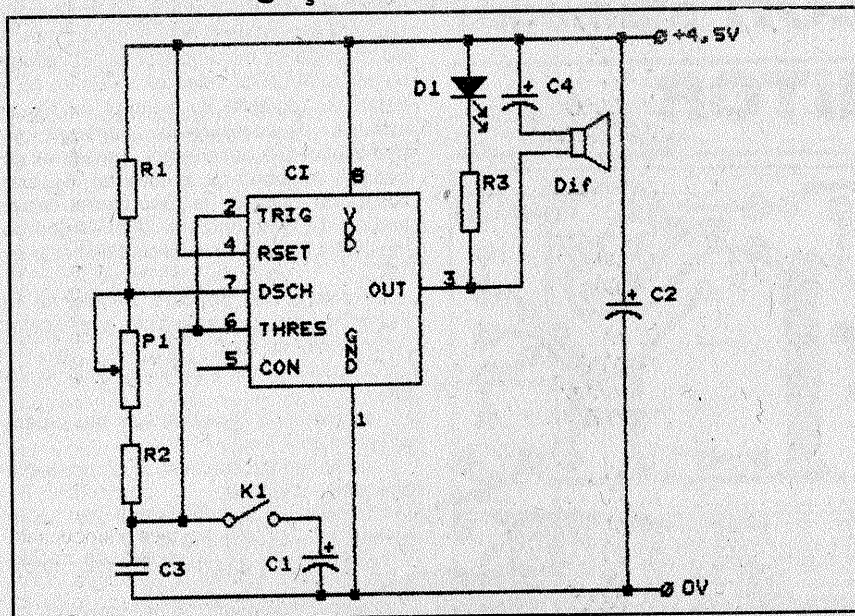 +4,5V
D1
C4
R1
CI
8
R3
Dif
2
TRIG
VDD
4
RSET
7
DSCH
OUT
3
C2
P1
6
THRES
GND
5
CON
1
R2
K1
C3
C1
0V